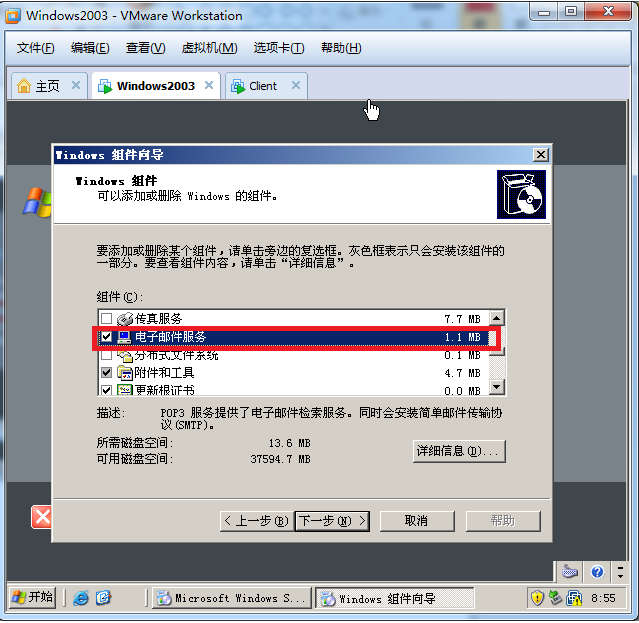 Windows2003 - VMware Workstation
文件(F) 编辑(E) 查看(V) 虚拟机(M) 选项卡(T) 帮助(H)
主页 Windows2003 Client
Windows 组件向导
Windows 组件
可以添加或删除 Windows 的组件。
要添加或删除某个组件，请单击旁边的复选框。灰色框表示只会安装该组件的
一部分。要查看组件内容，请单击“详细信息”。
组件(C):
传真服务 7.7 MB
电子邮件服务 1.1 MB
分布式文件系统 0.1 MB
附件和工具 4.7 MB
更新根证书 0.0 MB
描述: POP3 服务提供了电子邮件检索服务。同时会安装简单邮件传输协
议(SMTP)。
所需磁盘空间: 13.6 MB
可用磁盘空间: 37594.7 MB
详细信息(D)...
< 上一步(B) 下一步(N) > 取消 帮助
开始 Microsoft Windows S... Windows 组件向导 8:55